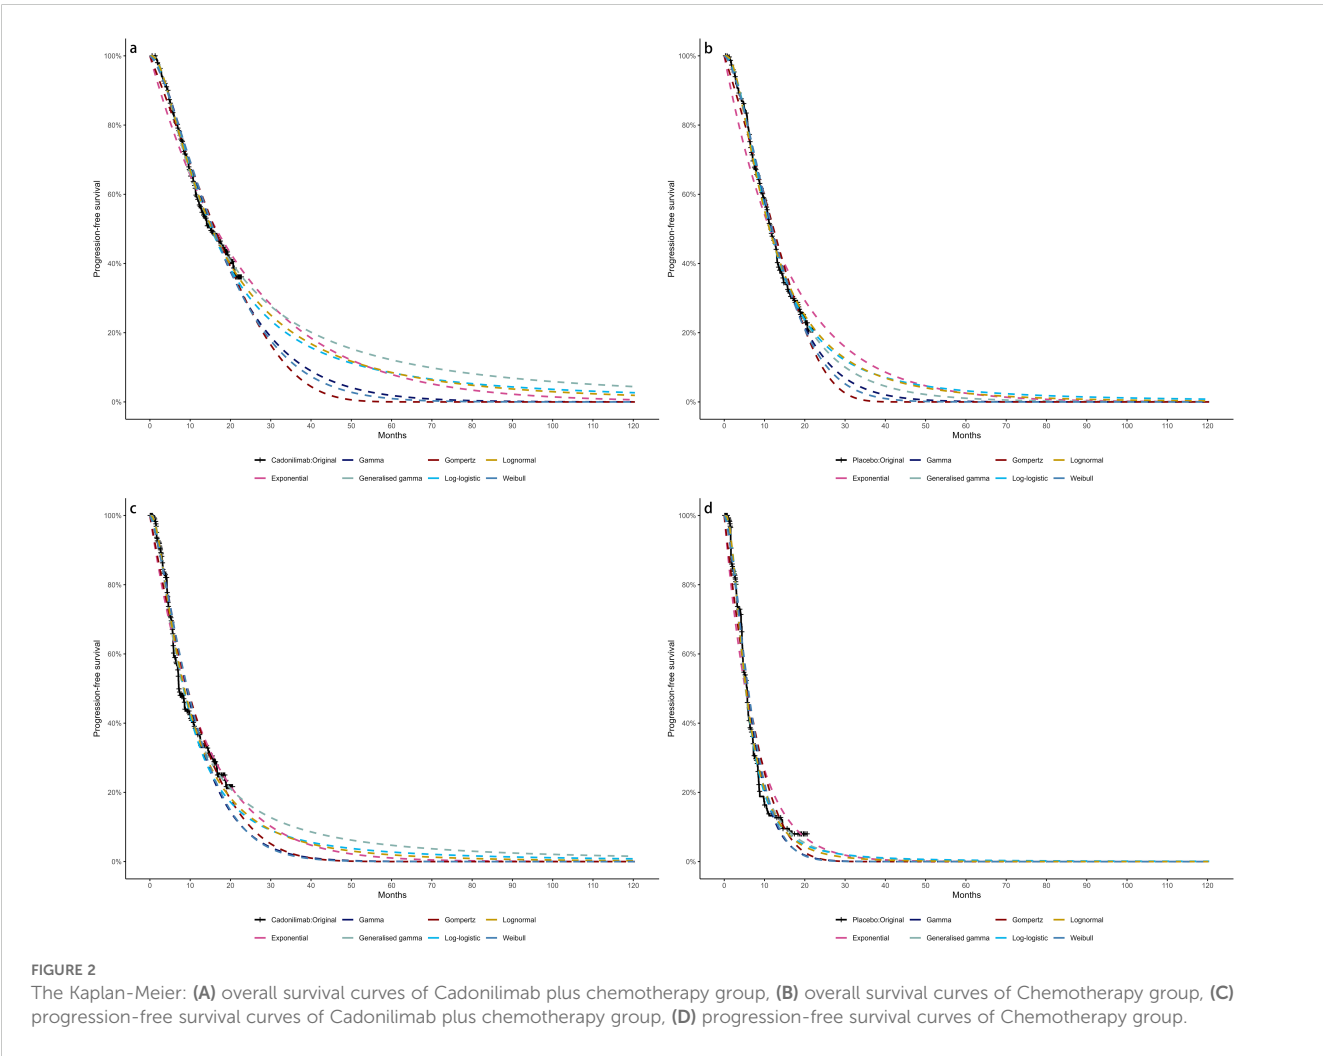 a
100%
80%
60%
40%
20%
0%
Progression-free survival
0 10 20 30 40 50 60 70 80 90 100 110 120
Months
Cadonilimab:Original Gamma Gompertz Lognormal
Exponential Generalised gamma Log-logistic Weibull
b
100%
80%
60%
40%
20%
0%
Progression-free survival
0 10 20 30 40 50 60 70 80 90 100 110 120
Months
Placebo:Original Gamma Gompertz Lognormal
Exponential Generalised gamma Log-logistic Weibull
c
100%
80%
60%
40%
20%
0%
Progression-free survival
0 10 20 30 40 50 60 70 80 90 100 110 120
Months
Cadonilimab:Original Gamma Gompertz Lognormal
Exponential Generalised gamma Log-logistic Weibull
d
100%
80%
60%
40%
20%
0%
Progression-free survival
0 10 20 30 40 50 60 70 80 90 100 110 120
Months
Placebo:Original Gamma Gompertz Lognormal
Exponential Generalised gamma Log-logistic Weibull
FIGURE 2
The Kaplan-Meier: (A) overall survival curves of Cadonilimab plus chemotherapy group, (B) overall survival curves of Chemotherapy group, (C)
progression-free survival curves of Cadonilimab plus chemotherapy group, (D) progression-free survival curves of Chemotherapy group.